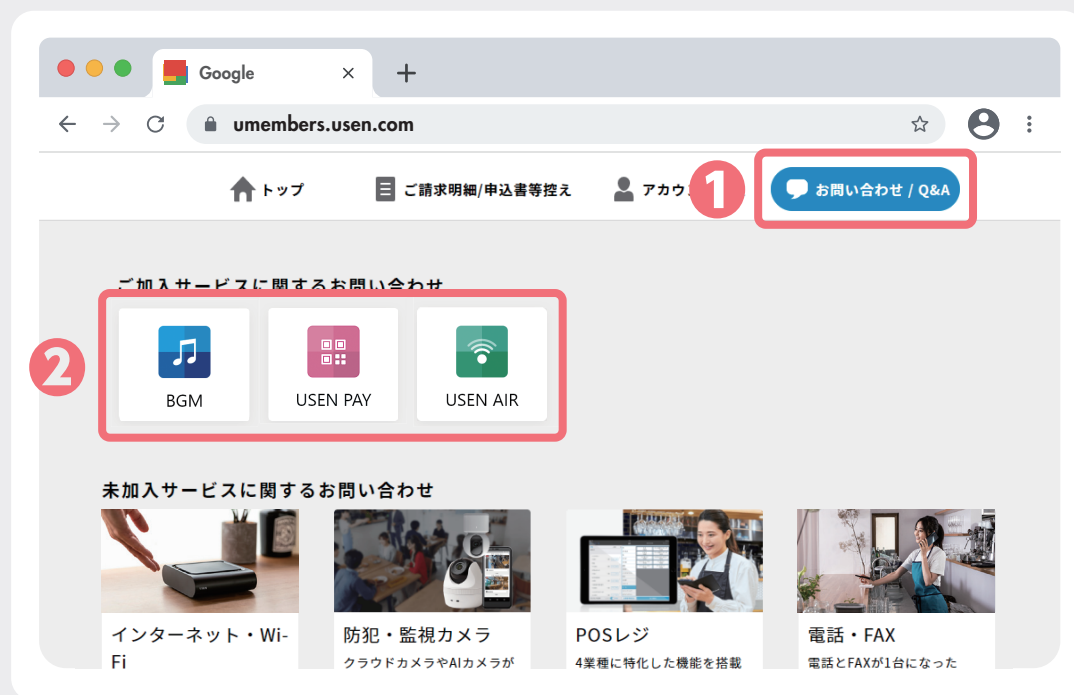 Google
umembers.usen.com
トップ
ご請求明細/申込書等控え
アカウ
1
お問い合わせ / Q&A
ご加入サービスに関するお問い合わせ
2
BGM
USEN PAY
USEN AIR
未加入サービスに関するお問い合わせ
インターネット・Wi-
Fi
防犯・監視カメラ
クラウドカメラやAIカメラが
POSレジ
4業種に特化した機能を搭載
電話・FAX
電話とFAXが1台になった